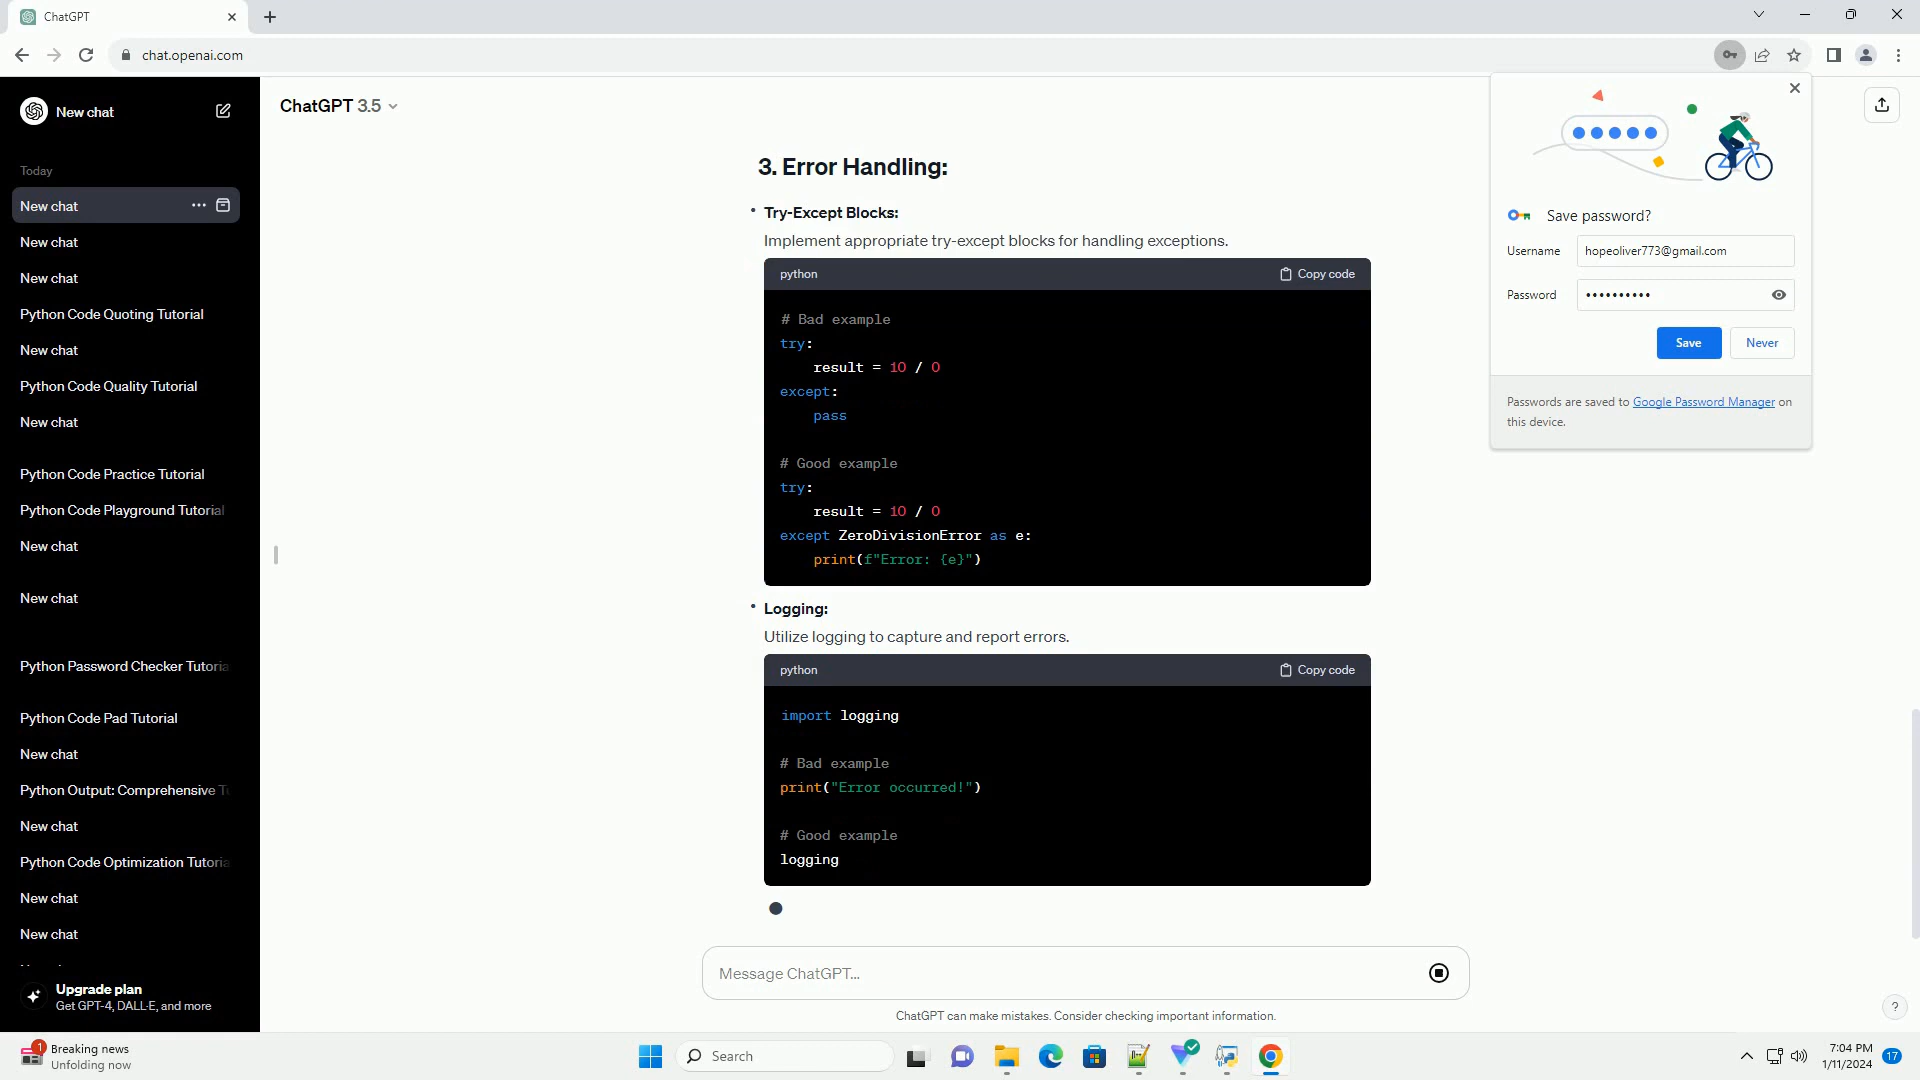 ChatGPT
chat.openai.com
New chat
Today
New chat
New chat
New chat
Python Code Quoting Tutorial
New chat
Python Code Quality Tutorial
New chat
Python Code Practice Tutorial
Python Code Playground Tutorial
New chat
New chat
Python Password Checker Tutoria
Python Code Pad Tutorial
New chat
Python Output: Comprehensive Tu
New chat
Python Code Optimization Tutoria
New chat
New chat
Upgrade plan
Get GPT-4, DALL·E, and more
ChatGPT 3.5
3. Error Handling:
• Try-Except Blocks:
Implement appropriate try-except blocks for handling exceptions.
python Copy code
# Bad example
try:
    result = 10 / 0
except:
    pass
# Good example
try:
    result = 10 / 0
except ZeroDivisionError as e:
    print(f"Error: {e}")
• Logging:
Utilize logging to capture and report errors.
python Copy code
import logging
# Bad example
print("Error occurred!")
# Good example
logging
Message ChatGPT...
ChatGPT can make mistakes. Consider checking important information.
?
Save password?
Username hopeoliver773@gmail.com
Password ••••••••••
Save Never
Passwords are saved to Google Password Manager on
this device.
1
Breaking news
Unfolding now
Search
7:04 PM
1/11/2024
17